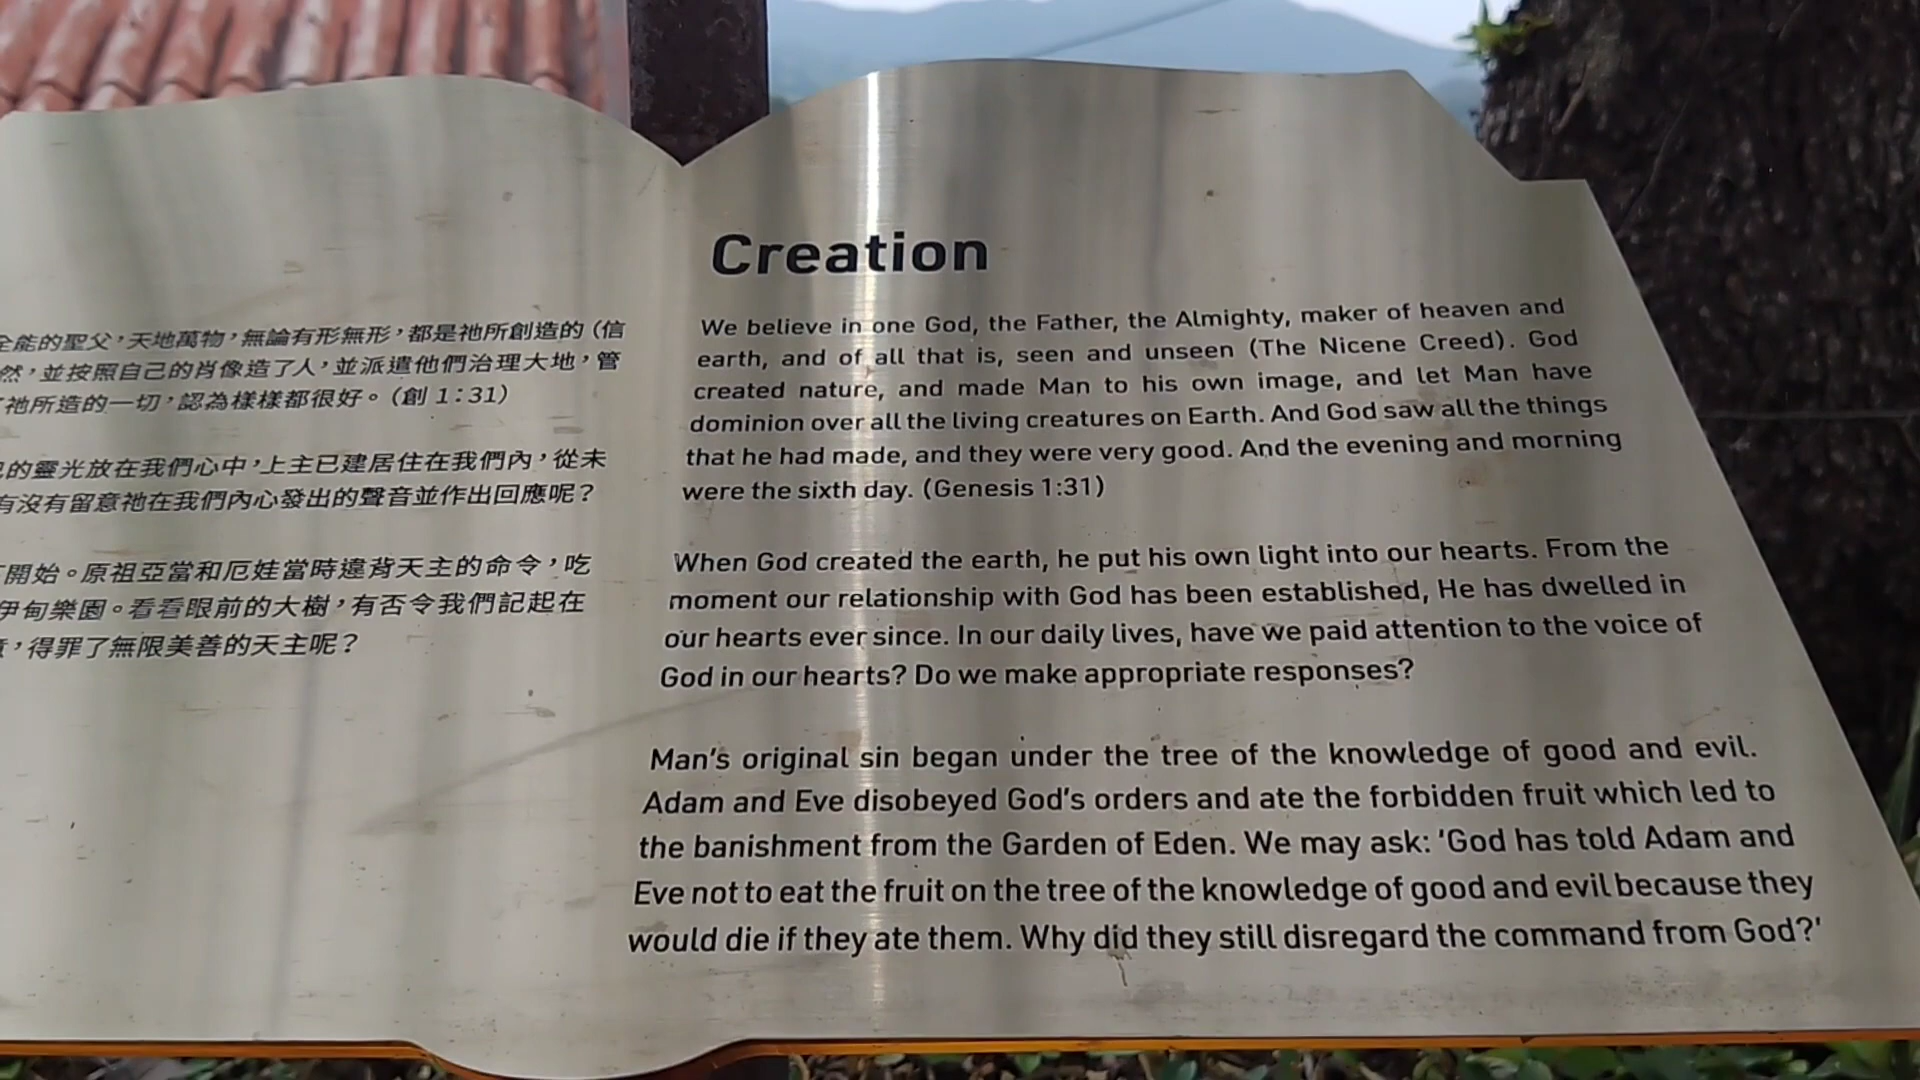 全能的聖父，天地萬物，無論有形無形，都是祂所創造的（信
然，並按照自己的肖像造了人，並派遣他們治理大地，管
祂所造的一切，認為樣樣都很好。（創 1：31）
的靈光放在我們心中，上主已建居住在我們內，從未
有沒有留意祂在我們內心發出的聲音並作出回應呢？
開始。原祖亞當和厄娃當時違背天主的命令，吃
伊甸樂園。看看眼前的大樹，有否令我們記起在
，得罪了無限美善的天主呢？
Creation
We believe in one God, the Father, the Almighty, maker of heaven and
earth, and of all that is, seen and unseen (The Nicene Creed). God
created nature, and made Man to his own image, and let Man have
dominion over all the living creatures on Earth. And God saw all the things
that he had made, and they were very good. And the evening and morning
were the sixth day. (Genesis 1:31)
When God created the earth, he put his own light into our hearts. From the
moment our relationship with God has been established, He has dwelled in
our hearts ever since. In our daily lives, have we paid attention to the voice of
God in our hearts? Do we make appropriate responses?
Man's original sin began under the tree of the knowledge of good and evil.
Adam and Eve disobeyed God's orders and ate the forbidden fruit which led to
the banishment from the Garden of Eden. We may ask: 'God has told Adam and
Eve not to eat the fruit on the tree of the knowledge of good and evil because they
would die if they ate them. Why did they still disregard the command from God?'